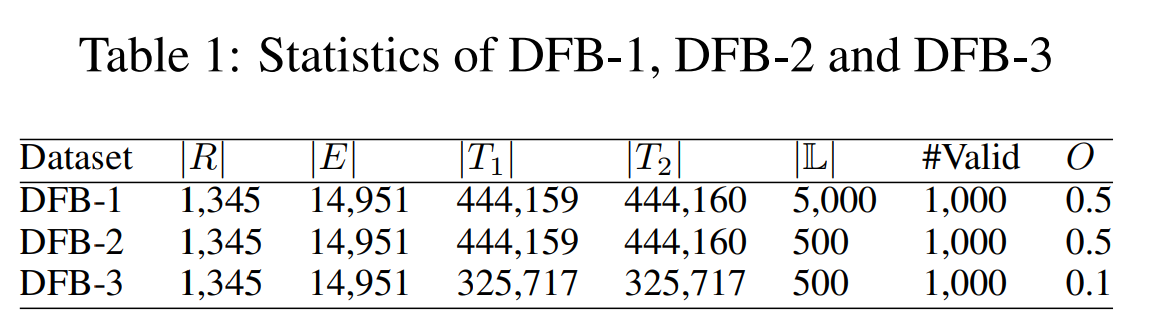 Table 1: Statistics of DFB-1, DFB-2 and DFB-3
Dataset |R| |E| |T₁| |T₂| |𝕃| #Valid O
DFB-1 1,345 14,951 444,159 444,160 5,000 1,000 0.5
DFB-2 1,345 14,951 444,159 444,160 500 1,000 0.5
DFB-3 1,345 14,951 325,717 325,717 500 1,000 0.1